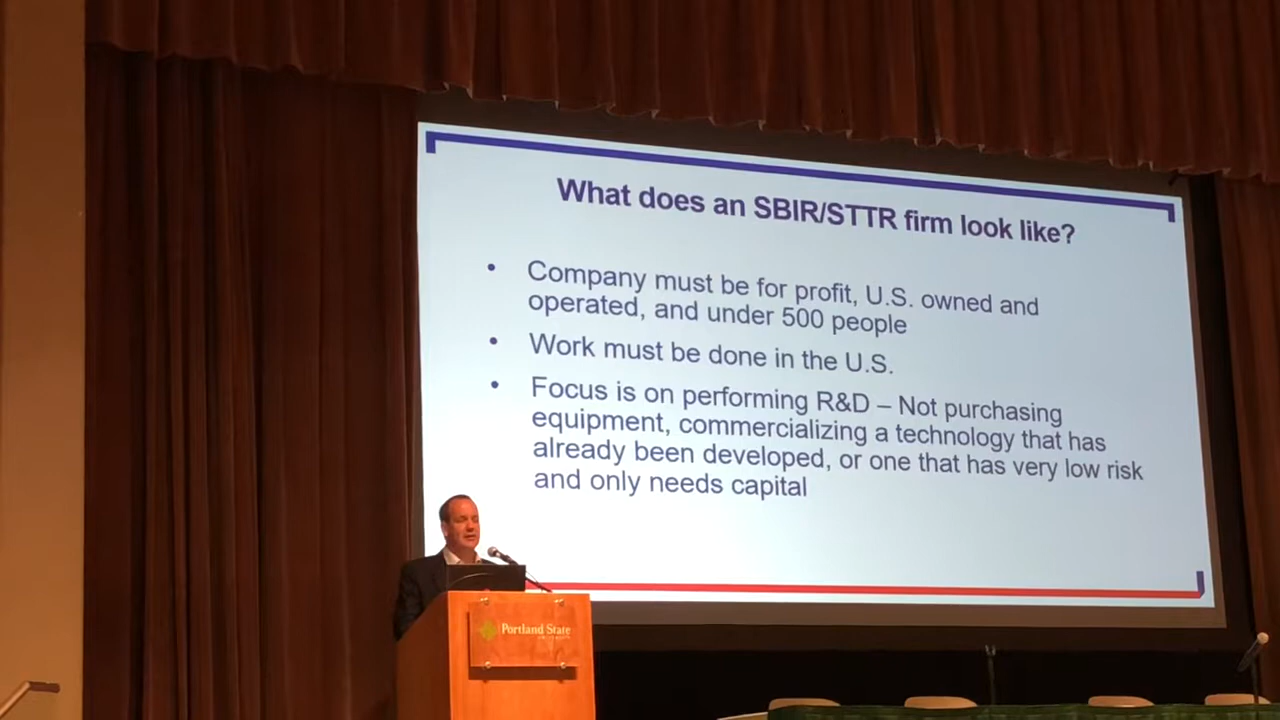 What does an SBIR/STTR firm look like?
• Company must be for profit, U.S. owned and
operated, and under 500 people
• Work must be done in the U.S.
• Focus is on performing R&D – Not purchasing
equipment, commercializing a technology that has
already been developed, or one that has very low risk
and only needs capital
Portland State